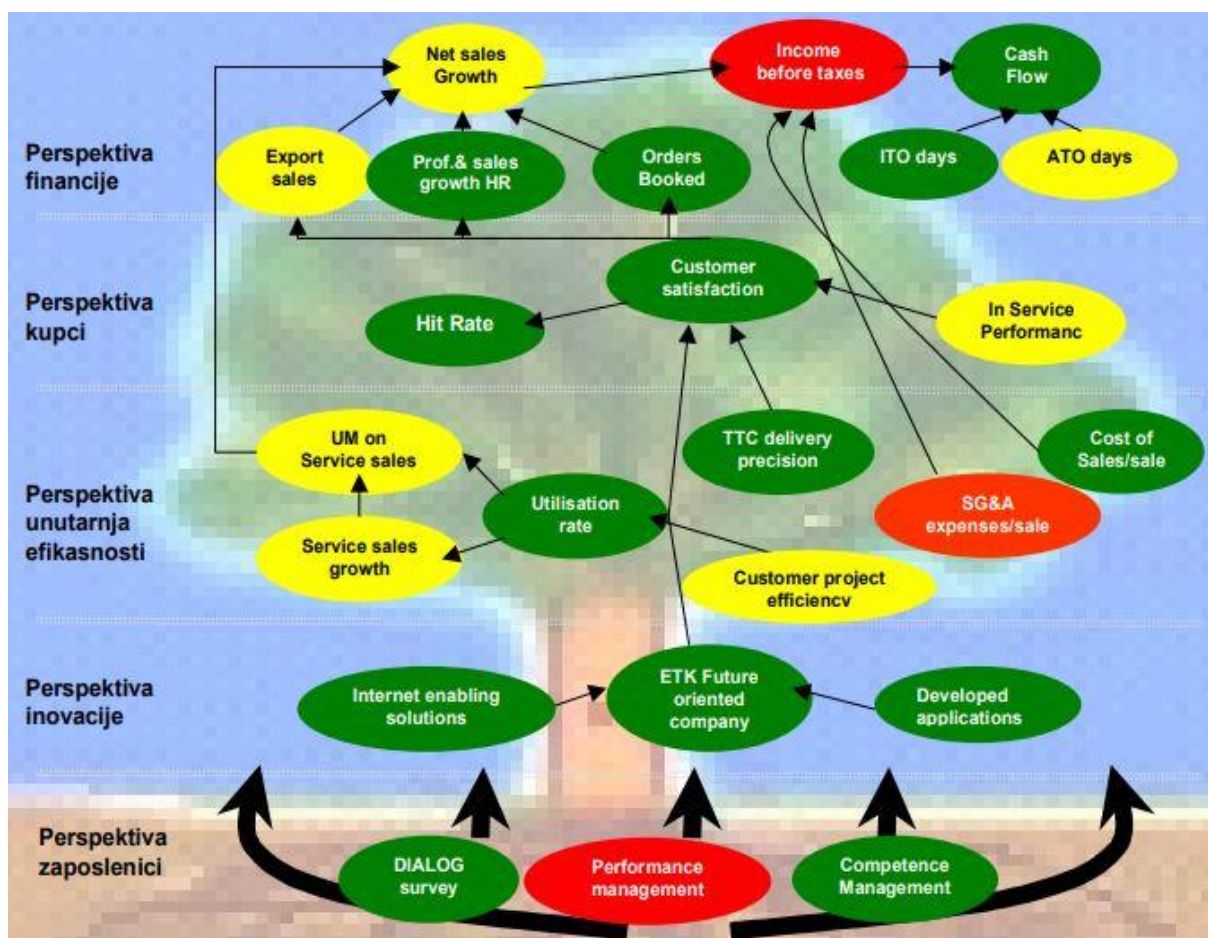 Net sales
Growth
Income
before taxes
Cash
Flow
Perspektiva
financije
Export
sales
Prof.& sales
growth HR
Orders
Booked
ITO days
ATO days
Perspektiva
kupci
Customer
satisfaction
Hit Rate
In Service
Performanc
Perspektiva
unutarnja
efikasnosti
UM on
Service sales
TTC delivery
precision
Cost of
Sales/sale
Utilisation
rate
SG&A
expenses/sale
Service sales
growth
Customer project
efficiency
Perspektiva
inovacije
Internet enabling
solutions
ETK Future
oriented
company
Developed
applications
Perspektiva
zaposlenici
DIALOG
survey
Performance
management
Competence
Management